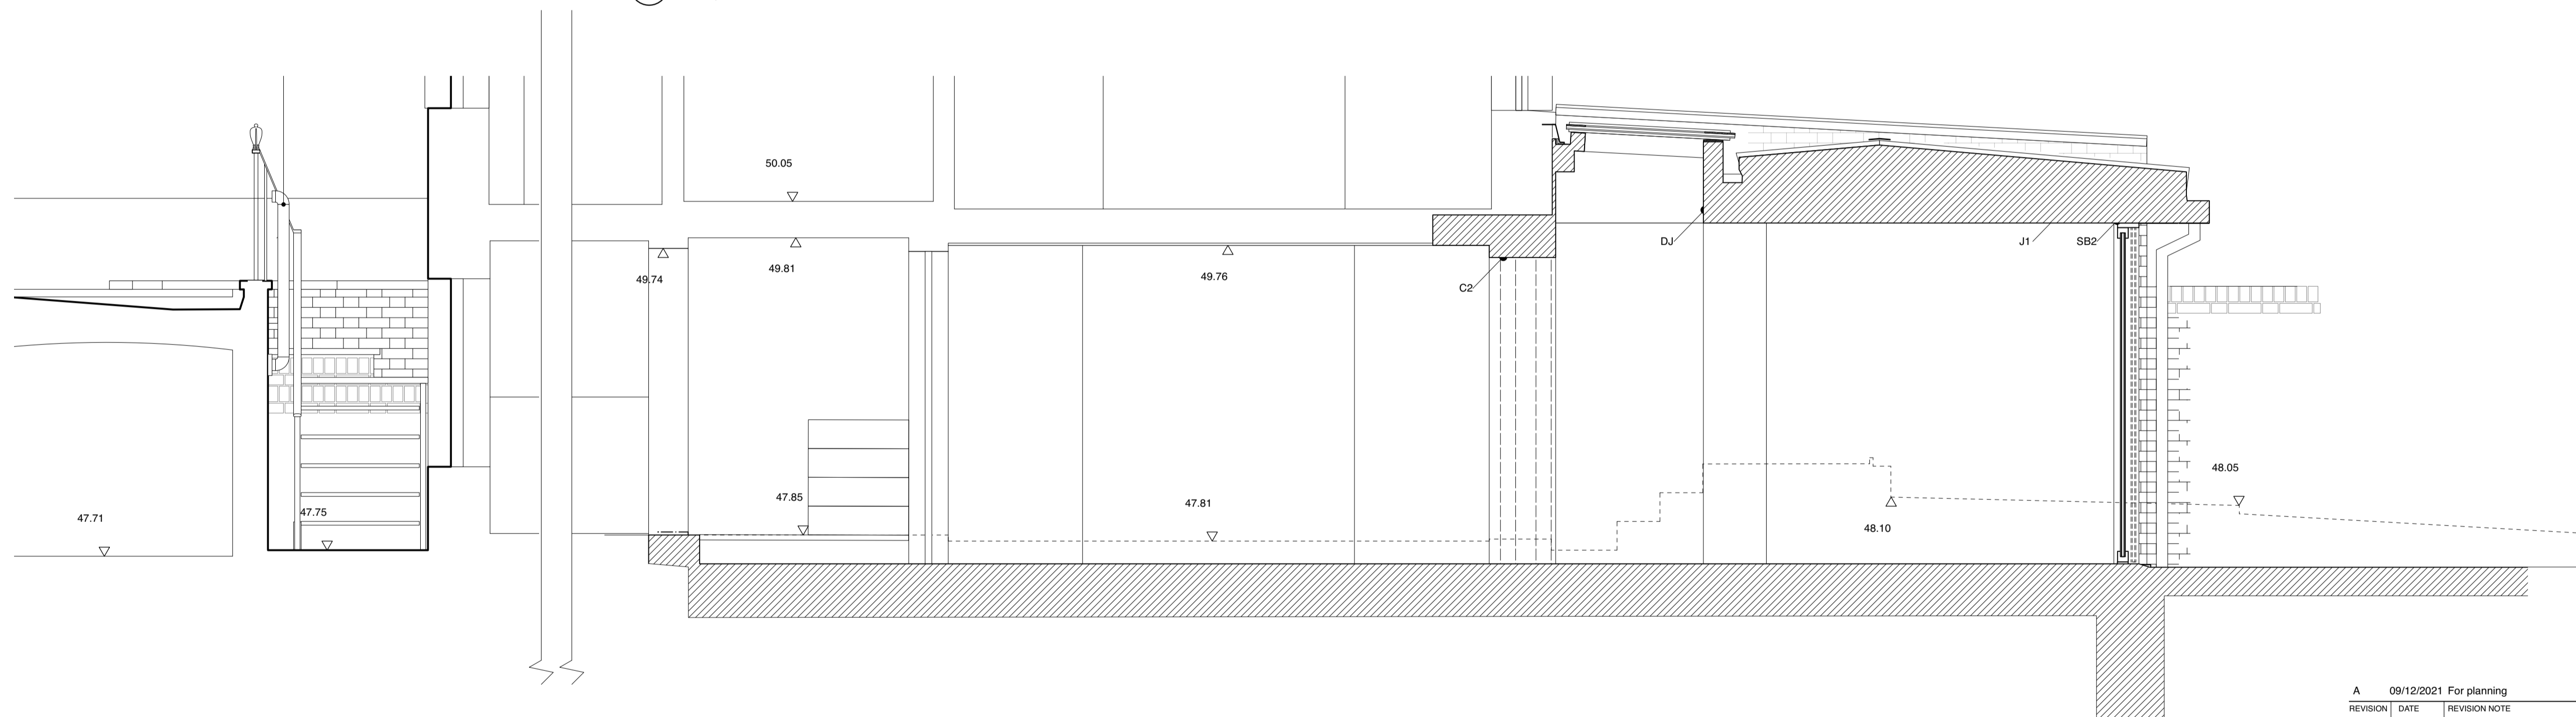 50.05
49.74
49.81
49.76
C2
DJ
J1
SB2
47.71
47.75
47.85
47.81
48.10
48.05
A 09/12/2021 For planning
REVISION DATE REVISION NOTE